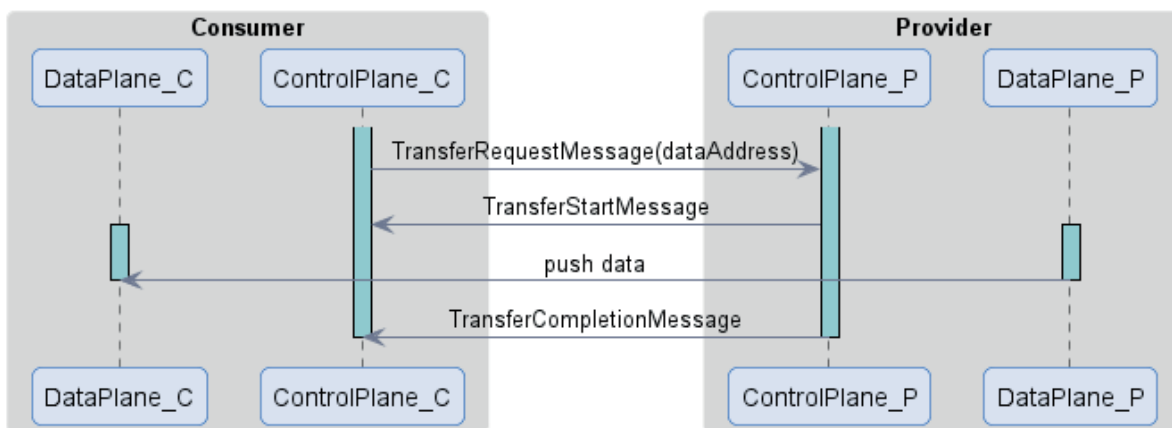 Consumer
Provider
DataPlane_C
ControlPlane_C
ControlPlane_P
DataPlane_P
TransferRequestMessage(dataAddress)
TransferStartMessage
push data
TransferCompletionMessage
DataPlane_C
ControlPlane_C
ControlPlane_P
DataPlane_P